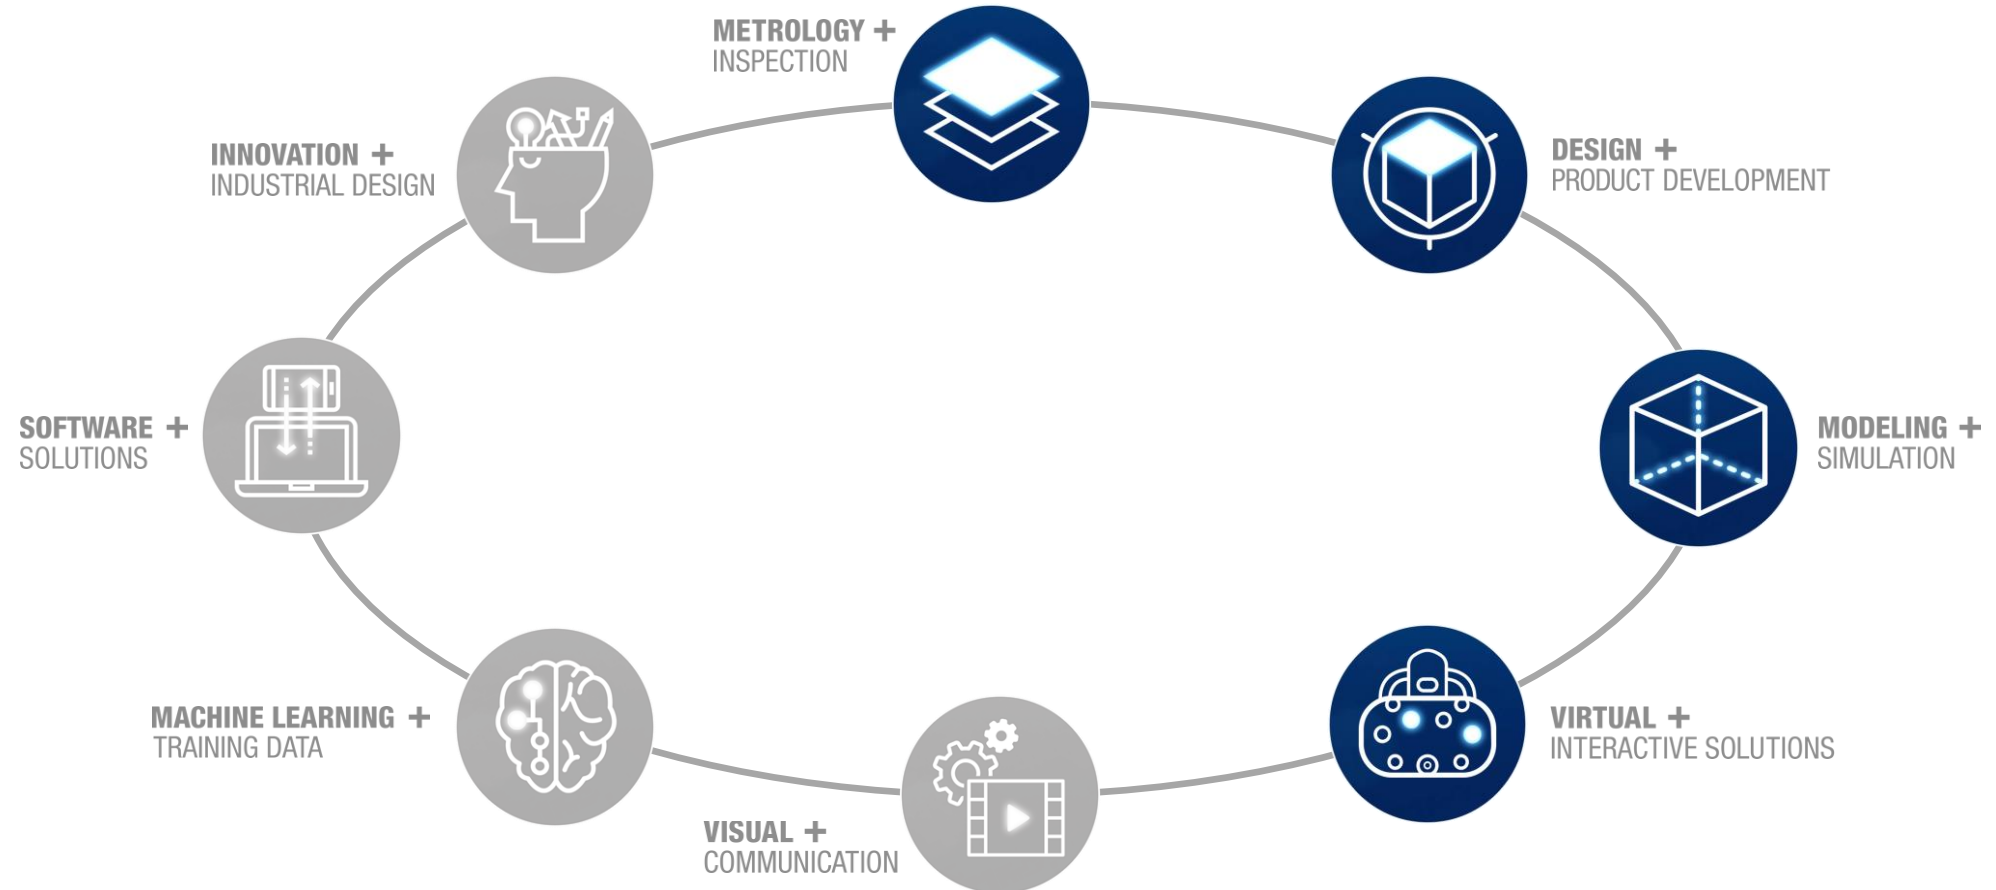 METROLOGY +
INSPECTION
INNOVATION +
INDUSTRIAL DESIGN
DESIGN +
PRODUCT DEVELOPMENT
SOFTWARE +
SOLUTIONS
MODELING +
SIMULATION
MACHINE LEARNING +
TRAINING DATA
VIRTUAL +
INTERACTIVE SOLUTIONS
VISUAL +
COMMUNICATION